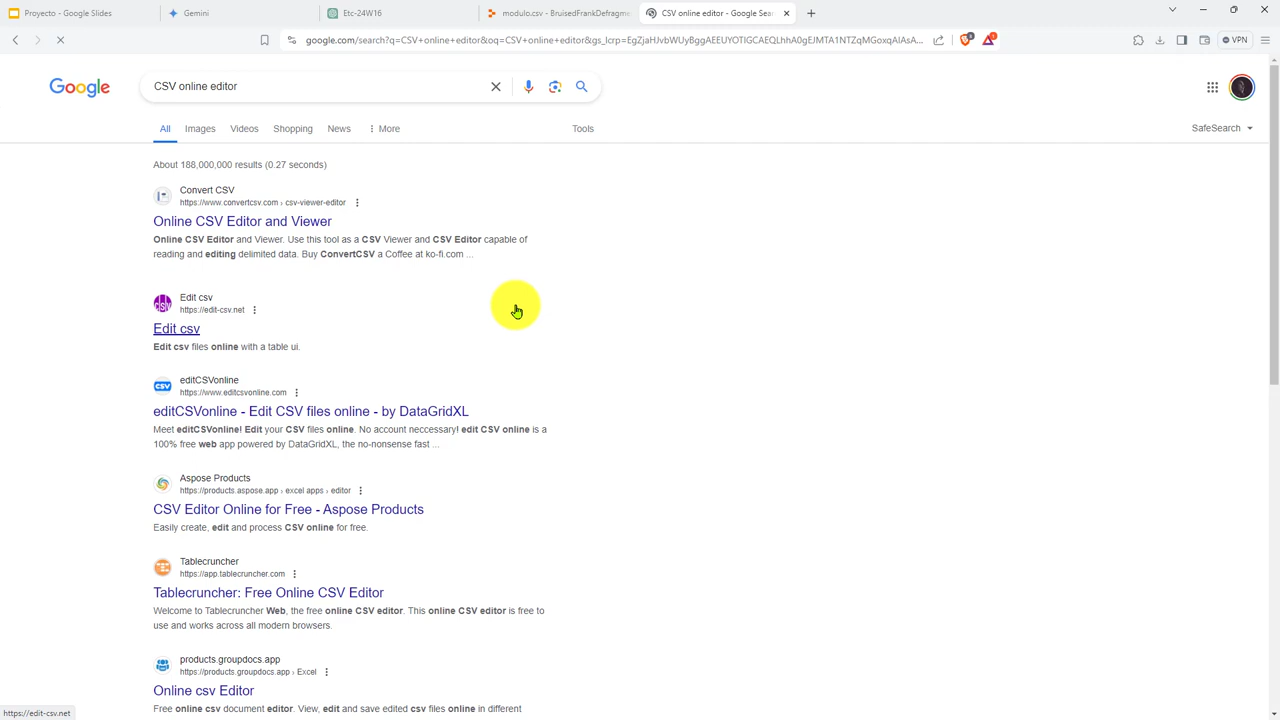 Proyecto - Google Slides
Gemini
Etc-24W16
modulo.csv - BruisedFrankDefragme
CSV online editor - Google Sear
google.com/search?q=CSV+online+editor&oq=CSV+online+editor&gs_lcrp=EgZjaHJvbWUyBggAEEUYOTIGCAEQLhhA0gEJMTA1NTZqMGoxqAIAsA...
VPN
Google
CSV online editor
All
Images
Videos
Shopping
News
More
Tools
SafeSearch
About 188,000,000 results (0.27 seconds)
Convert CSV
https://www.convertcsv.com › csv-viewer-editor
Online CSV Editor and Viewer
Online CSV Editor and Viewer. Use this tool as a CSV Viewer and CSV Editor capable of
reading and editing delimited data. Buy ConvertCSV a Coffee at ko-fi.com ...
Edit csv
https://edit-csv.net
Edit csv
Edit csv files online with a table ui.
editCSVonline
https://www.editcsvonline.com
editCSVonline - Edit CSV files online - by DataGridXL
Meet editCSVonline! Edit your CSV files online. No account neccessary! edit CSV online is a
100% free web app powered by DataGridXL, the no-nonsense fast ...
Aspose Products
https://products.aspose.app › excel apps › editor
CSV Editor Online for Free - Aspose Products
Easily create, edit and process CSV online for free.
Tablecruncher
https://app.tablecruncher.com
Tablecruncher: Free Online CSV Editor
Welcome to Tablecruncher Web, the free online CSV editor. This online CSV editor is free to
use and works across all modern browsers.
products.groupdocs.app
https://products.groupdocs.app › Excel
Online csv Editor
Free online csv document editor. View, edit and save edited csv files online in different
https://edit-csv.net